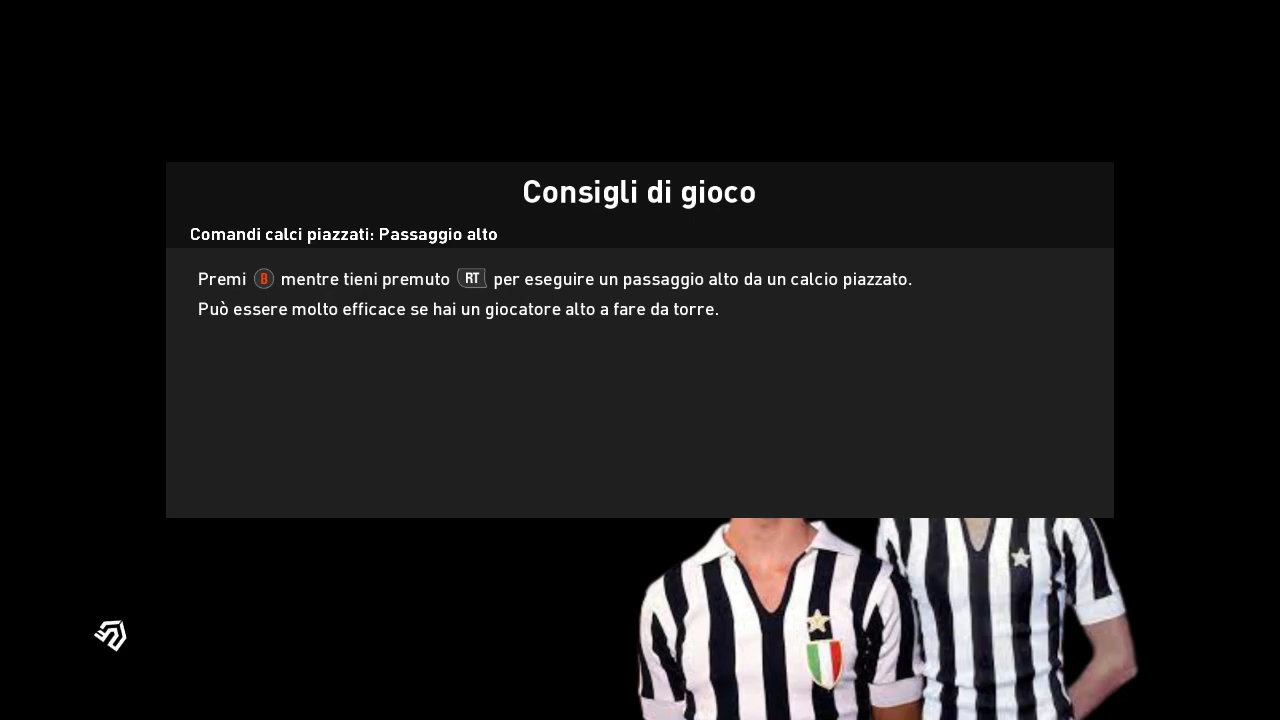 Consigli di gioco
Comandi calci piazzati: Passaggio alto
Premi B mentre tieni premuto RT per eseguire un passaggio alto da un calcio piazzato.
Può essere molto efficace se hai un giocatore alto a fare da torre.